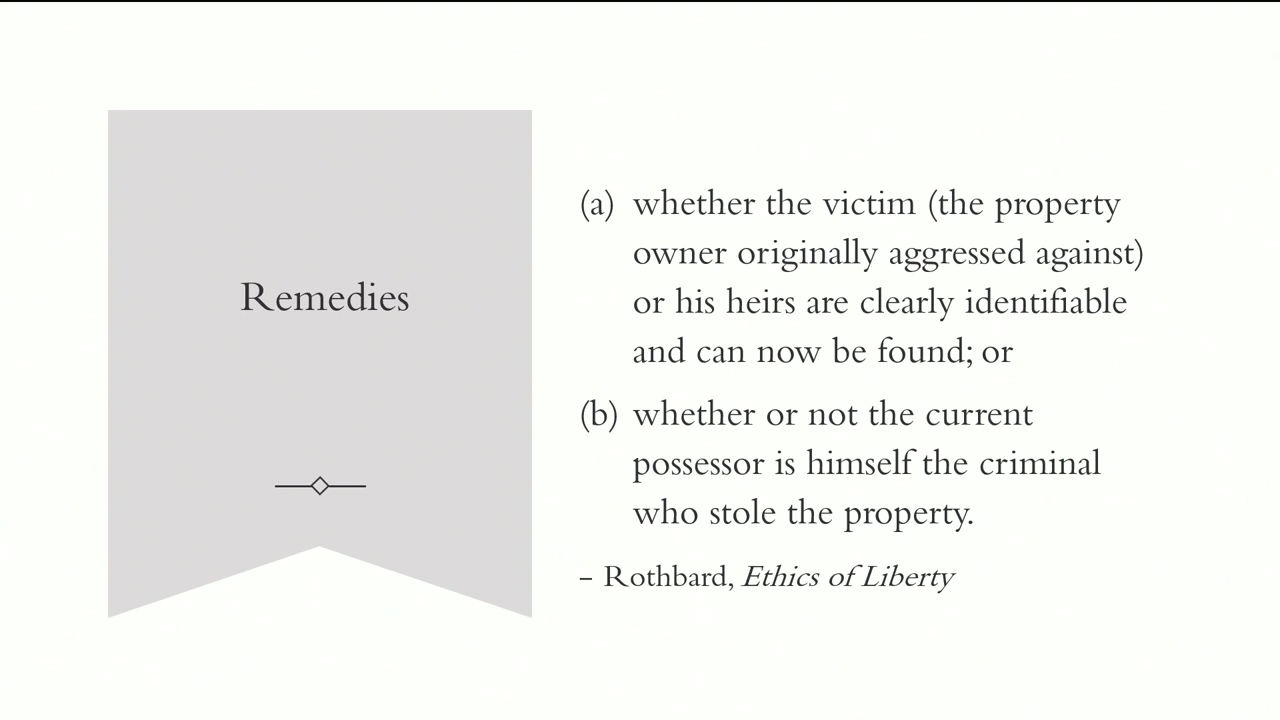 Remedies
(a) whether the victim (the property
owner originally aggressed against)
or his heirs are clearly identifiable
and can now be found; or
(b) whether or not the current
possessor is himself the criminal
who stole the property.
– Rothbard, Ethics of Liberty